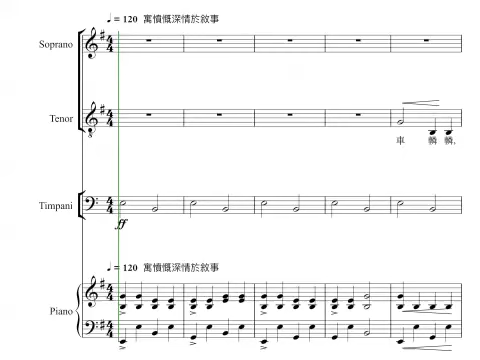 ♩ = 120 寓憤慨深情於敘事
Soprano
Tenor
車 轔 轔,
Timpani
ff
♩ = 120 寓憤慨深情於敘事
Piano